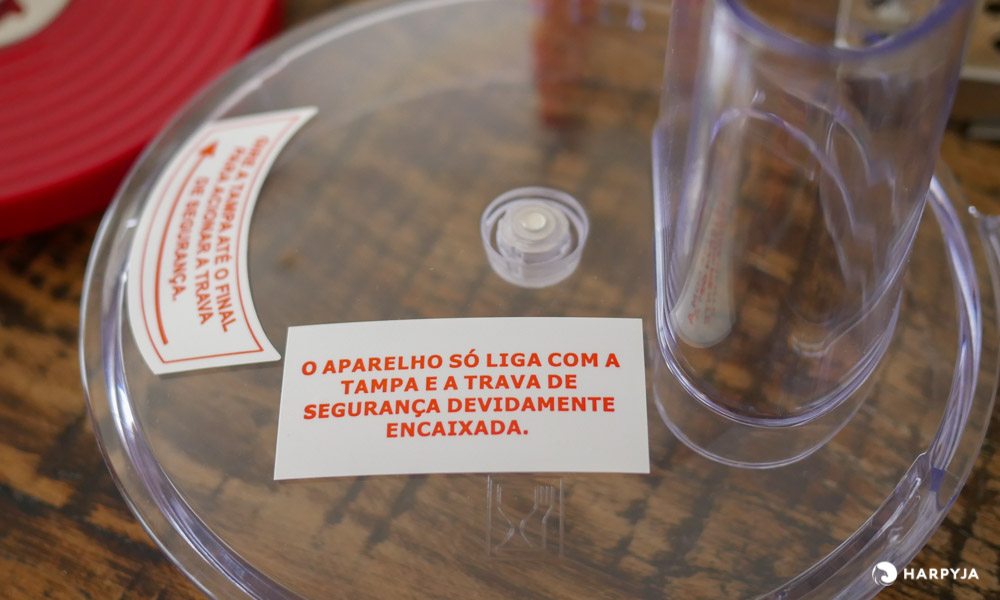 GIRE A TAMPA ATÉ O FINAL
PARA ACIONAR A TRAVA
DE SEGURANÇA.
O APARELHO SÓ LIGA COM A
TAMPA E A TRAVA DE
SEGURANÇA DEVIDAMENTE
ENCAIXADA.
HARPYJA